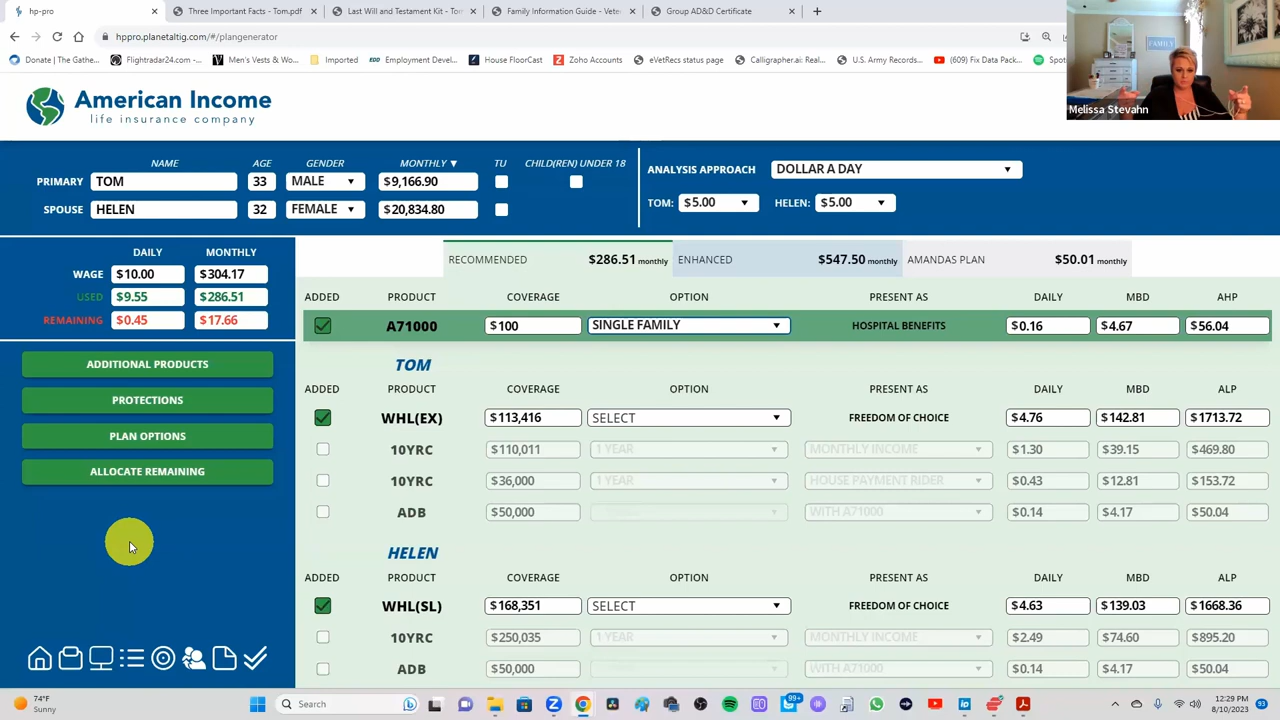 hp-pro
Three Important Facts - Tom.pdf
Last Will and Testament Kit - To
Family Information Guide - Vete
Group AD&D Certificate
hppro.planetaltig.com/#/plangenerator
Donate | The Gathe...
Flightradar24.com -...
Men's Vests & Wo...
Imported
EDD Employment Devel...
House FloorCast
Zoho Accounts
eVetRecs status page
Calligrapher.ai: Real...
U.S. Army Records...
(609) Fix Data Pack...
Spot
Melissa Stevahn
FAMILY
American Income
life insurance company
NAME AGE GENDER MONTHLY ▼ TU CHILD(REN) UNDER 18
PRIMARY TOM 33 MALE $9,166.90
SPOUSE HELEN 32 FEMALE $20,834.80
ANALYSIS APPROACH DOLLAR A DAY
TOM: $5.00 HELEN: $5.00
DAILY MONTHLY
WAGE $10.00 $304.17
USED $9.55 $286.51
REMAINING $0.45 $17.66
ADDITIONAL PRODUCTS
PROTECTIONS
PLAN OPTIONS
ALLOCATE REMAINING
RECOMMENDED $286.51 monthly ENHANCED $547.50 monthly AMANDAS PLAN $50.01 monthly
ADDED PRODUCT COVERAGE OPTION PRESENT AS DAILY MBD AHP
A71000 $100 SINGLE FAMILY HOSPITAL BENEFITS $0.16 $4.67 $56.04
TOM
ADDED PRODUCT COVERAGE OPTION PRESENT AS DAILY MBD ALP
WHL(EX) $113,416 SELECT FREEDOM OF CHOICE $4.76 $142.81 $1713.72
10YRC $110,011 1 YEAR MONTHLY INCOME $1.30 $39.15 $469.80
10YRC $36,000 1 YEAR HOUSE PAYMENT RIDER $0.43 $12.81 $153.72
ADB $50,000 WITH A71000 $0.14 $4.17 $50.04
HELEN
ADDED PRODUCT COVERAGE OPTION PRESENT AS DAILY MBD ALP
WHL(SL) $168,351 SELECT FREEDOM OF CHOICE $4.63 $139.03 $1668.36
10YRC $250,035 1 YEAR MONTHLY INCOME $2.49 $74.60 $895.20
ADB $50,000 WITH A71000 $0.14 $4.17 $50.04
74°F
Sunny
Search
99+
12:29 PM
8/10/2023
93